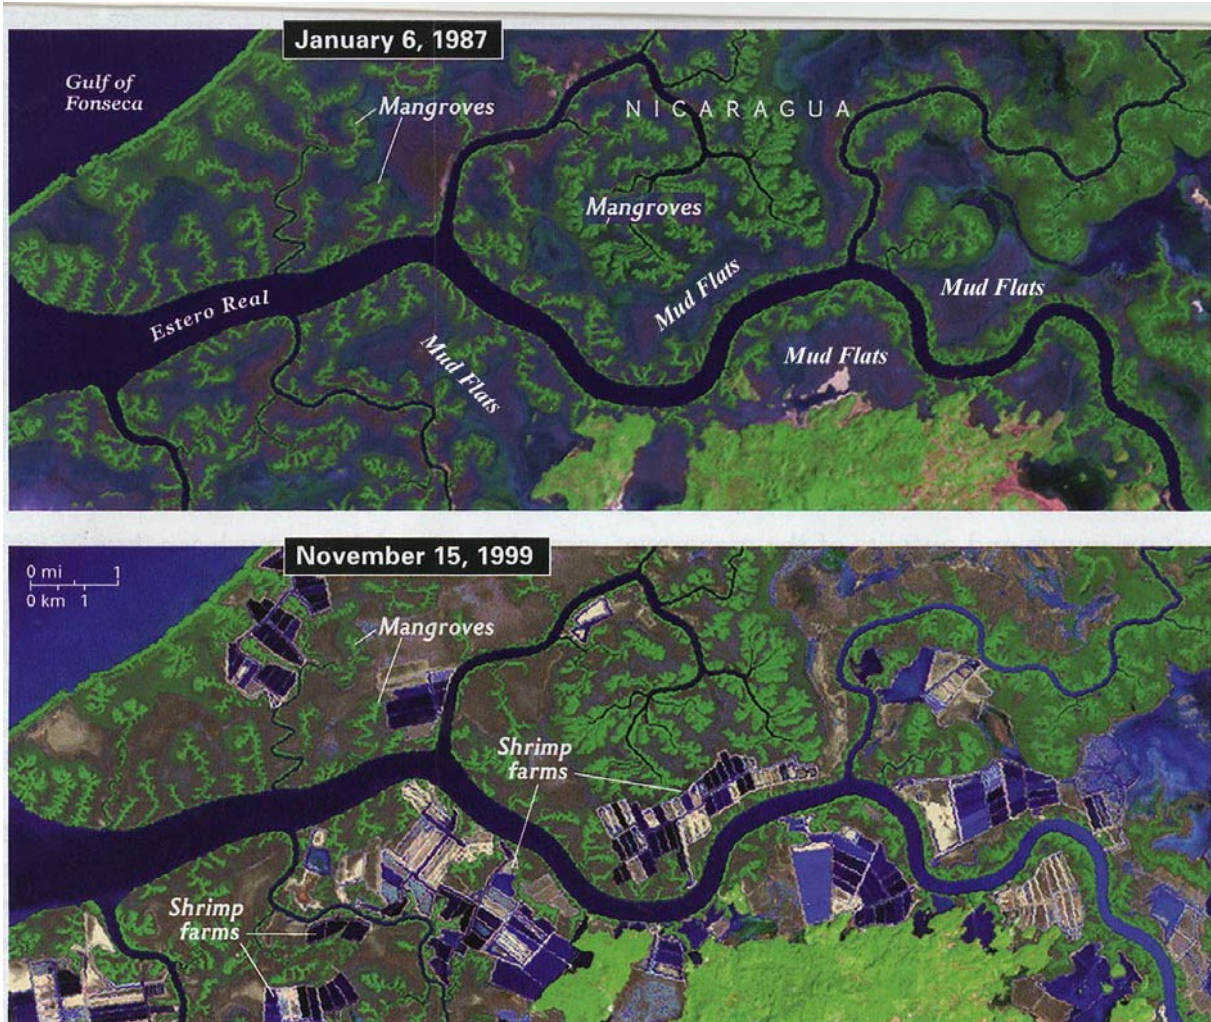 January 6, 1987
Gulf of
Fonseca
Mangroves
NICARAGUA
Mangroves
Mud Flats
Mud Flats
Estero Real
Mud Flats
Mud Flats
November 15, 1999
0 mi 1
0 km 1
Mangroves
Shrimp
farms
Shrimp
farms